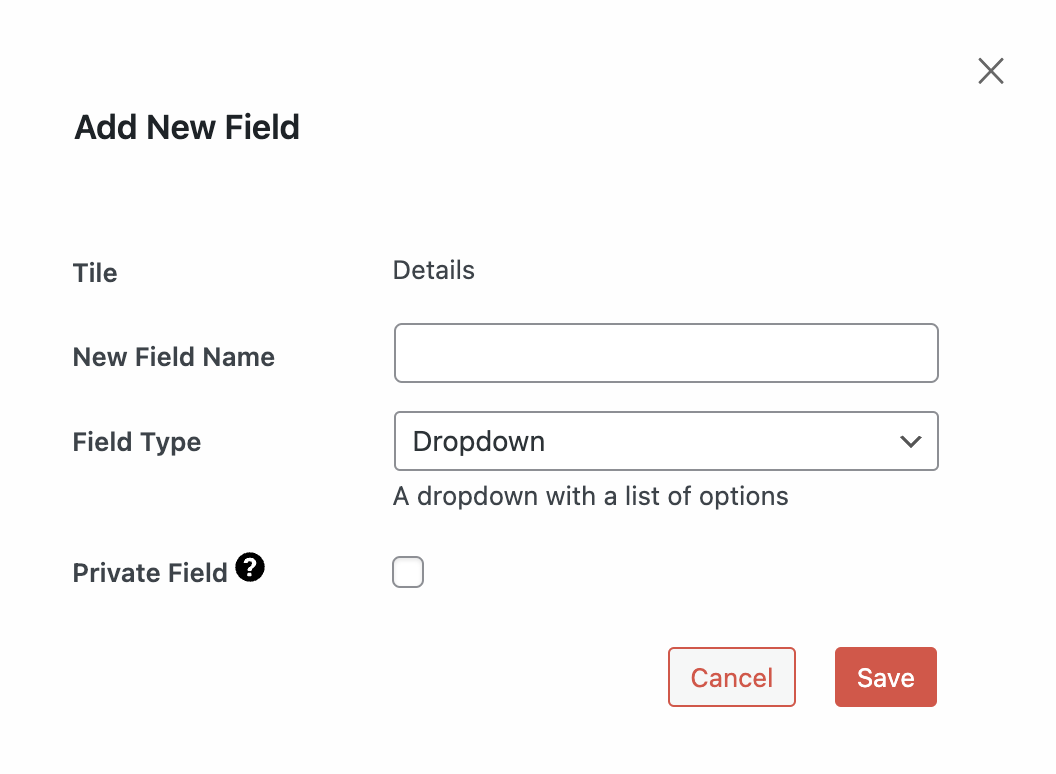 Add New Field
Tile
Details
New Field Name
Field Type
Dropdown
A dropdown with a list of options
Private Field ?
Cancel
Save